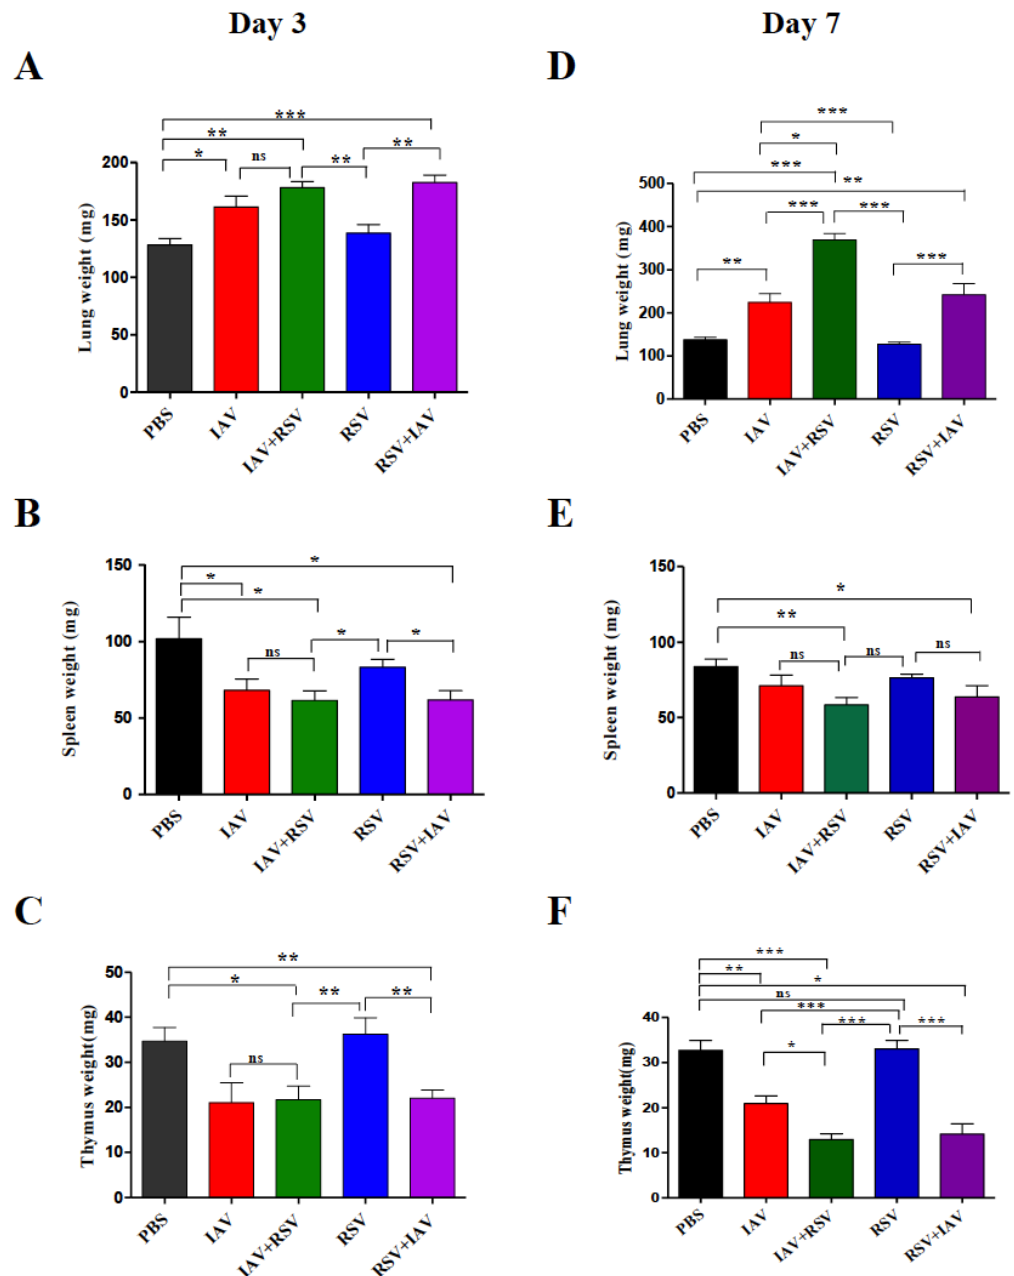 Day 3
Day 7
A
***
**
*
ns
**
**
Lung weight (mg)
200
150
100
50
0
PBS
IAV
IAV+RSV
RSV
RSV+IAV
D
***
*
***
**
***
***
**
***
Lung weight (mg)
500
400
300
200
100
0
PBS
IAV
IAV+RSV
RSV
RSV+IAV
B
*
*
*
ns
*
*
Spleen weight (mg)
150
100
50
0
PBS
IAV
IAV+RSV
RSV
RSV+IAV
E
*
**
ns
ns
ns
Spleen weight (mg)
150
100
50
0
PBS
IAV
IAV+RSV
RSV
RSV+IAV
C
**
*
**
**
ns
Thymus weight(mg)
50
40
30
20
10
0
PBS
IAV
IAV+RSV
RSV
RSV+IAV
F
***
**
*
ns
***
***
***
*
Thymus weight(mg)
40
30
20
10
0
PBS
IAV
IAV+RSV
RSV
RSV+IAV